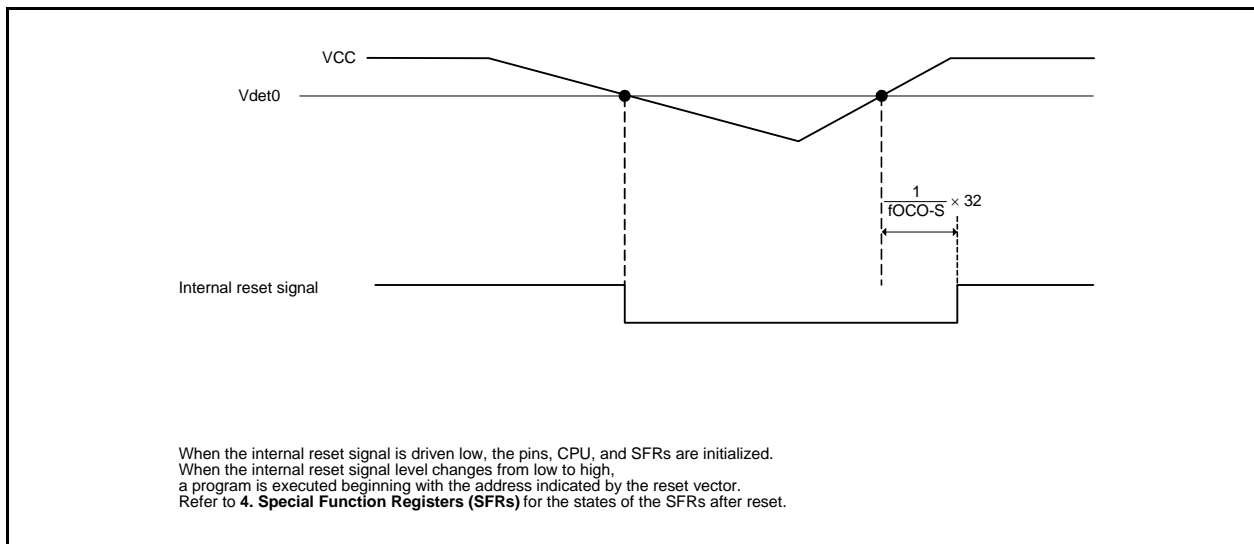 VCC
Vdet0
1
fOCO-S
× 32
Internal reset signal
When the internal reset signal is driven low, the pins, CPU, and SFRs are initialized.
When the internal reset signal level changes from low to high,
a program is executed beginning with the address indicated by the reset vector.
Refer to 4. Special Function Registers (SFRs) for the states of the SFRs after reset.